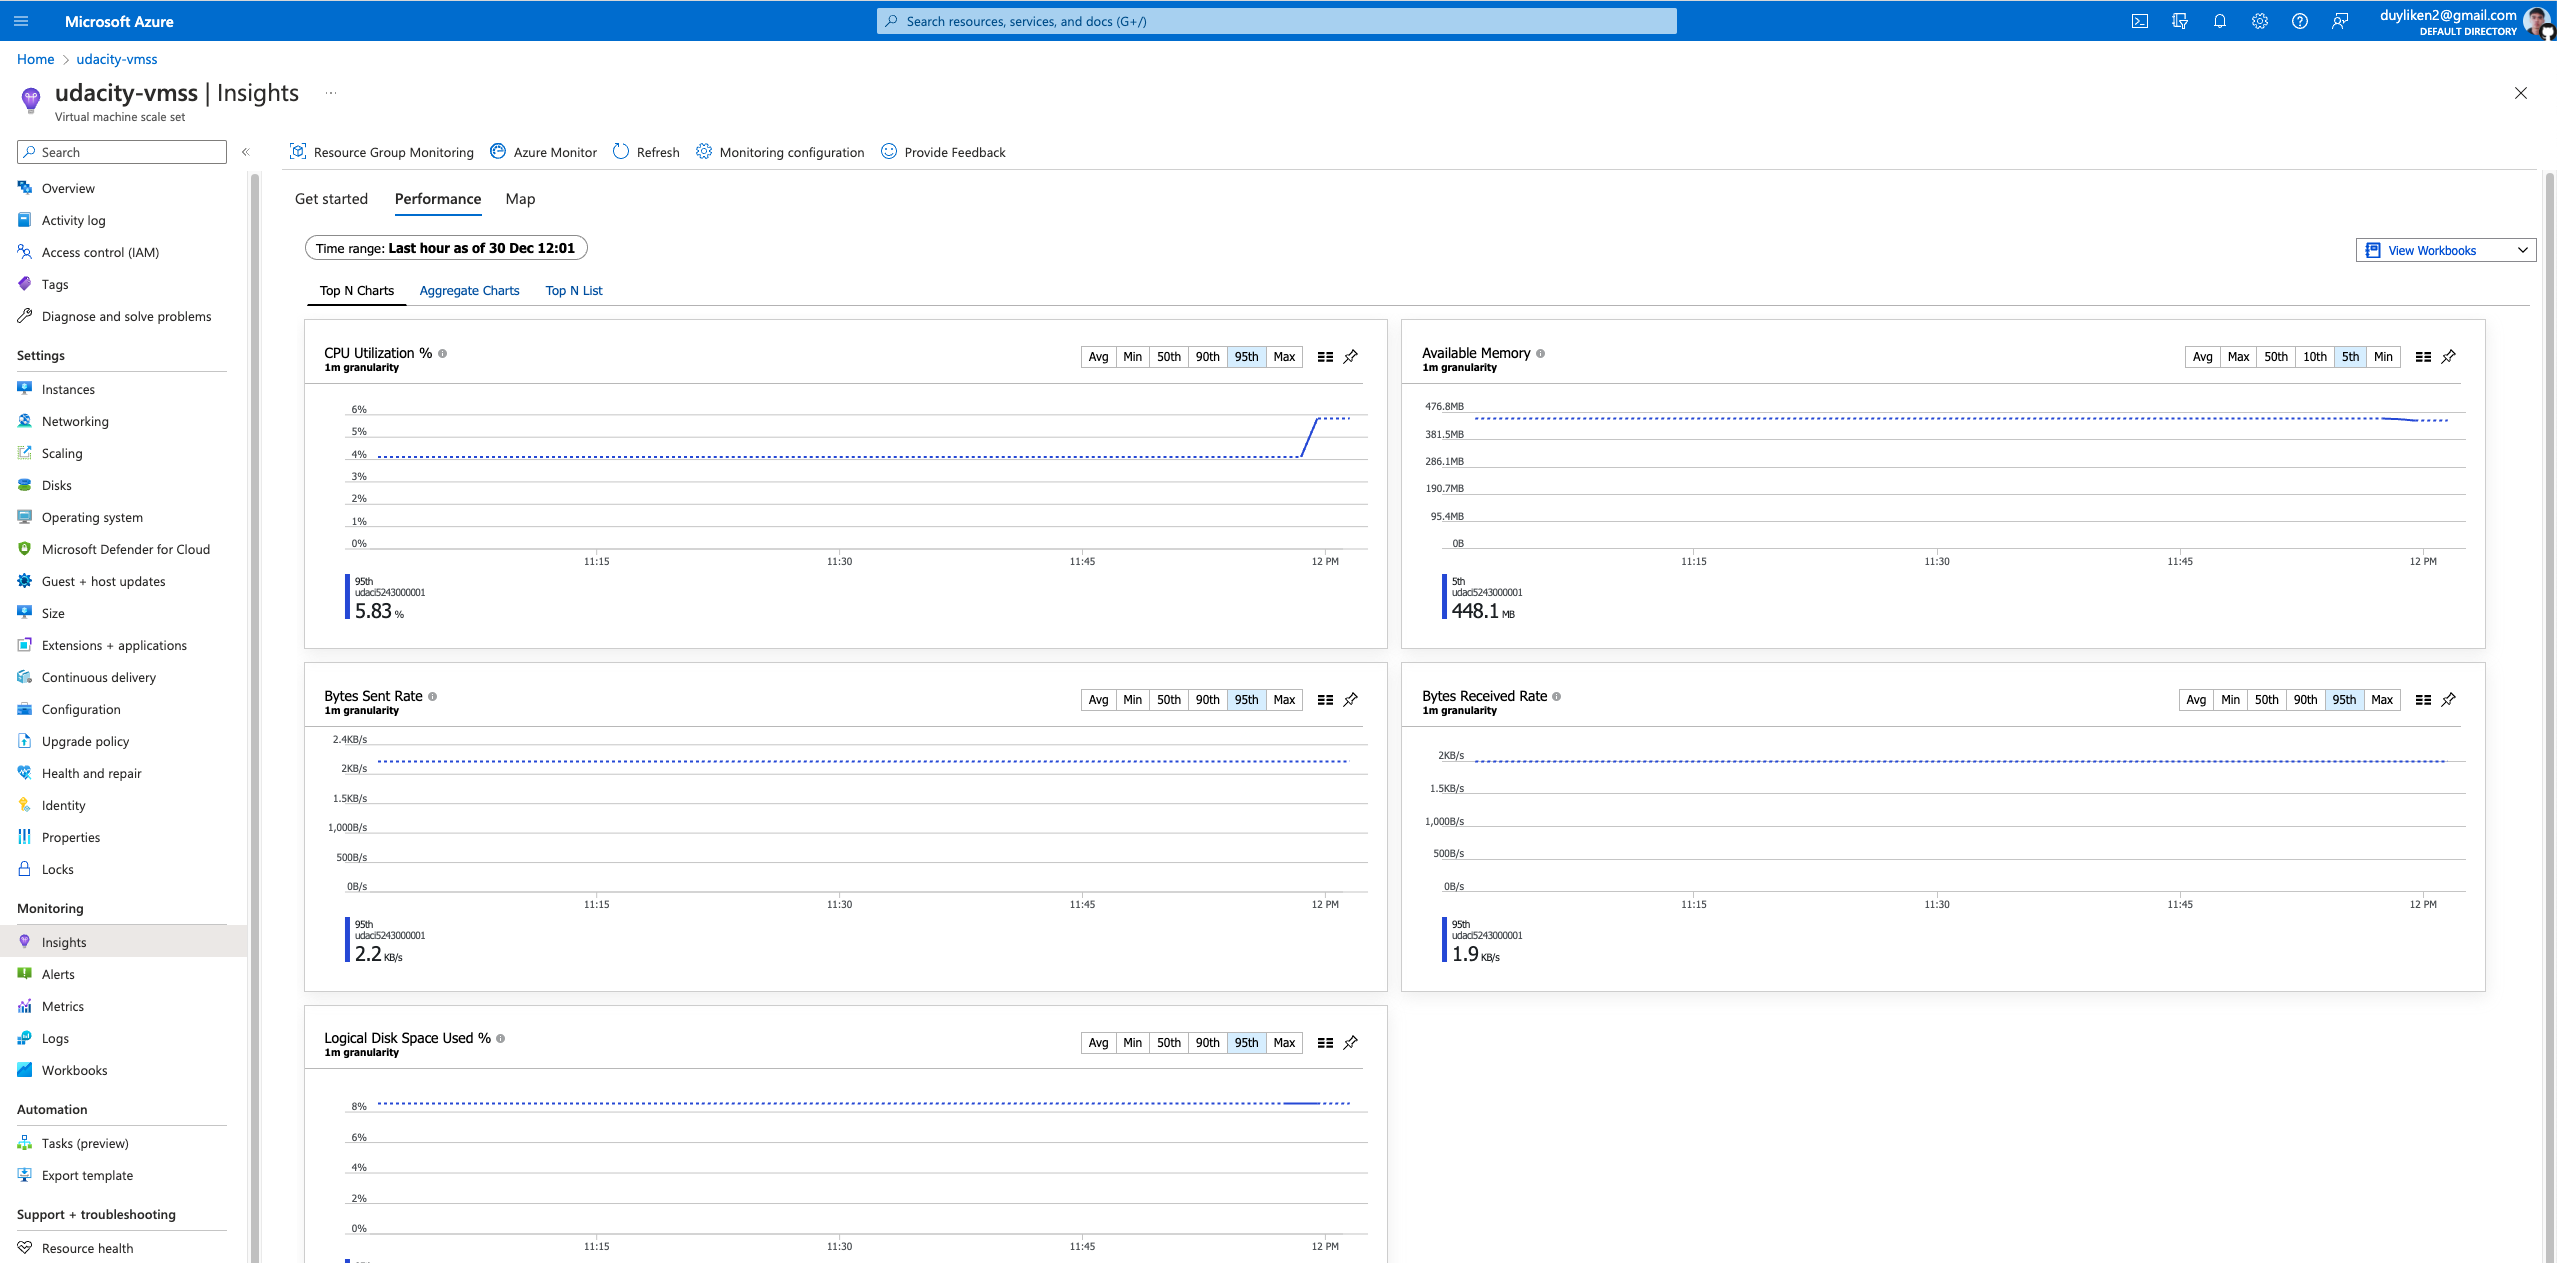 Microsoft Azure
Search resources, services, and docs (G+/)
duyliken2@gmail.com
DEFAULT DIRECTORY
Home > udacity-vmss
udacity-vmss | Insights ...
Virtual machine scale set
Search «
Overview
Activity log
Access control (IAM)
Tags
Diagnose and solve problems
Settings
Instances
Networking
Scaling
Disks
Operating system
Microsoft Defender for Cloud
Guest + host updates
Size
Extensions + applications
Continuous delivery
Configuration
Upgrade policy
Health and repair
Identity
Properties
Locks
Monitoring
Insights
Alerts
Metrics
Logs
Workbooks
Automation
Tasks (preview)
Export template
Support + troubleshooting
Resource health
Resource Group Monitoring Azure Monitor Refresh Monitoring configuration Provide Feedback
Get started Performance Map
Time range: Last hour as of 30 Dec 12:01
View Workbooks
Top N Charts Aggregate Charts Top N List
CPU Utilization %
1m granularity
Avg Min 50th 90th 95th Max
6%
5%
4%
3%
2%
1%
0%
11:15 11:30 11:45 12 PM
95th
udaci5243000001
5.83 %
Available Memory
1m granularity
Avg Max 50th 10th 5th Min
476.8MB
381.5MB
286.1MB
190.7MB
95.4MB
0B
11:15 11:30 11:45 12 PM
5th
udaci5243000001
448.1 MB
Bytes Sent Rate
1m granularity
Avg Min 50th 90th 95th Max
2.4KB/s
2KB/s
1.5KB/s
1,000B/s
500B/s
0B/s
11:15 11:30 11:45 12 PM
95th
udaci5243000001
2.2 KB/s
Bytes Received Rate
1m granularity
Avg Min 50th 90th 95th Max
2KB/s
1.5KB/s
1,000B/s
500B/s
0B/s
11:15 11:30 11:45 12 PM
95th
udaci5243000001
1.9 KB/s
Logical Disk Space Used %
1m granularity
Avg Min 50th 90th 95th Max
8%
6%
4%
2%
0%
11:15 11:30 11:45 12 PM